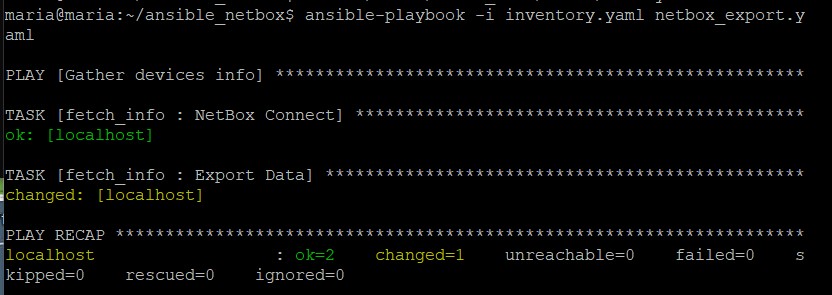 maria@maria:~/ansible_netbox$ ansible-playbook -i inventory.yaml netbox_export.y
aml
PLAY [Gather devices info] *****************************************************
TASK [fetch_info : NetBox Connect] *********************************************
ok: [localhost]
TASK [fetch_info : Export Data] ************************************************
changed: [localhost]
PLAY RECAP *********************************************************************
localhost                  : ok=2    changed=1    unreachable=0    failed=0    s
kipped=0    rescued=0    ignored=0